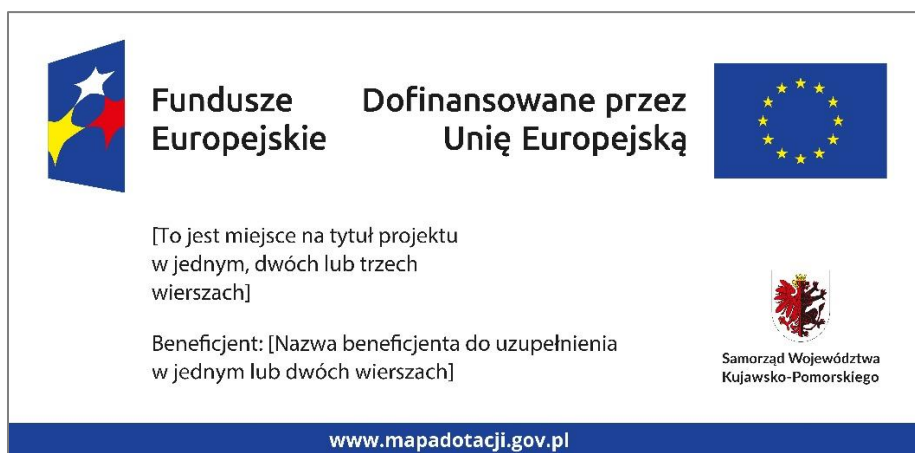 Fundusze
Europejskie
Dofinansowane przez
Unię Europejską
[To jest miejsce na tytuł projektu
w jednym, dwóch lub trzech
wierszach]
Beneficjent: [Nazwa beneficjenta do uzupełnienia
w jednym lub dwóch wierszach]
Samorząd Województwa
Kujawsko-Pomorskiego
www.mapadotacji.gov.pl